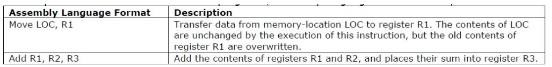 Assembly Language Format Description
Move LOC, R1 Transfer data from memory-location LOC to register R1. The contents of LOC
are unchanged by the execution of this instruction, but the old contents of
register R1 are overwritten.
Add R1, R2, R3 Add the contents of registers R1 and R2, and places their sum into register R3.